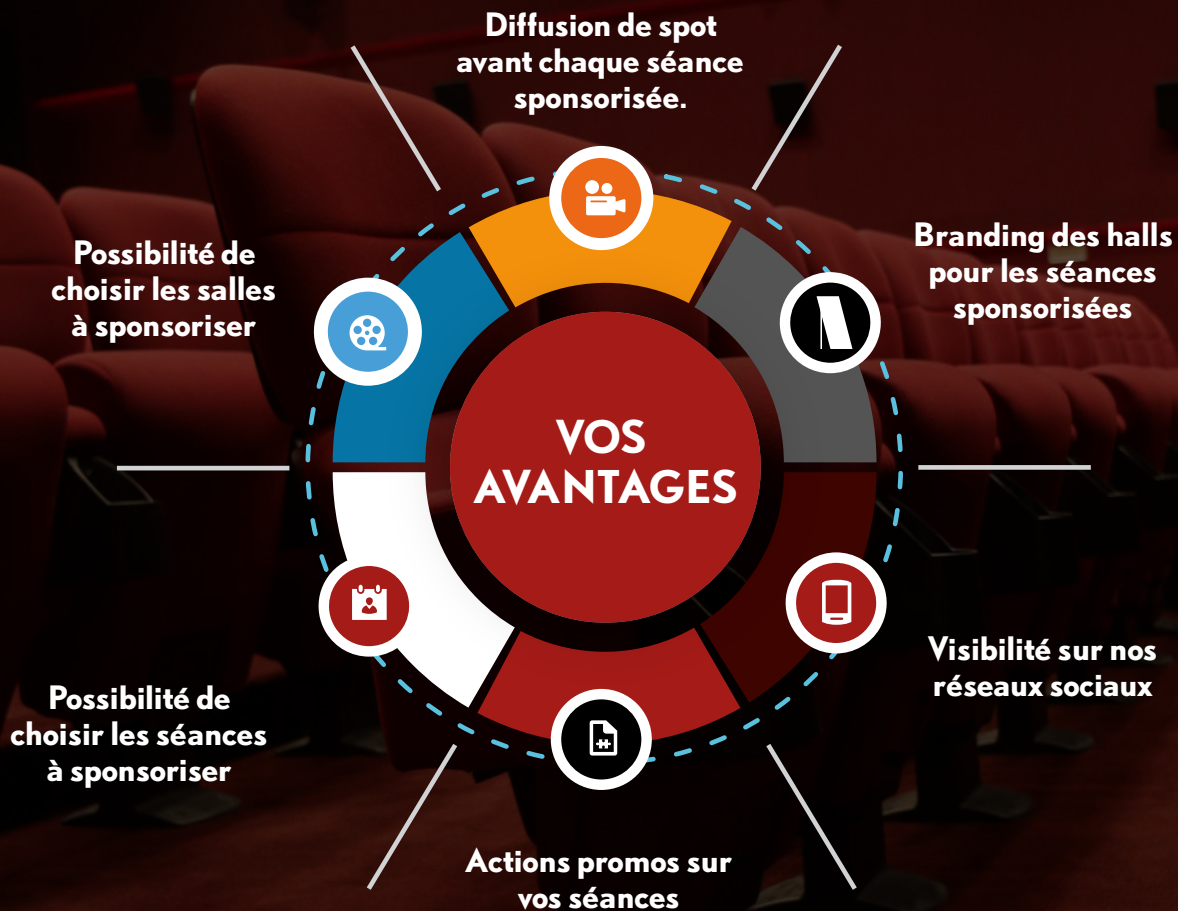 Diffusion de spot
avant chaque séance
sponsorisée.
Possibilité de
choisir les salles
à sponsoriser
Branding des halls
pour les séances
sponsorisées
VOS
AVANTAGES
Possibilité de
choisir les séances
à sponsoriser
Visibilité sur nos
réseaux sociaux
Actions promos sur
vos séances